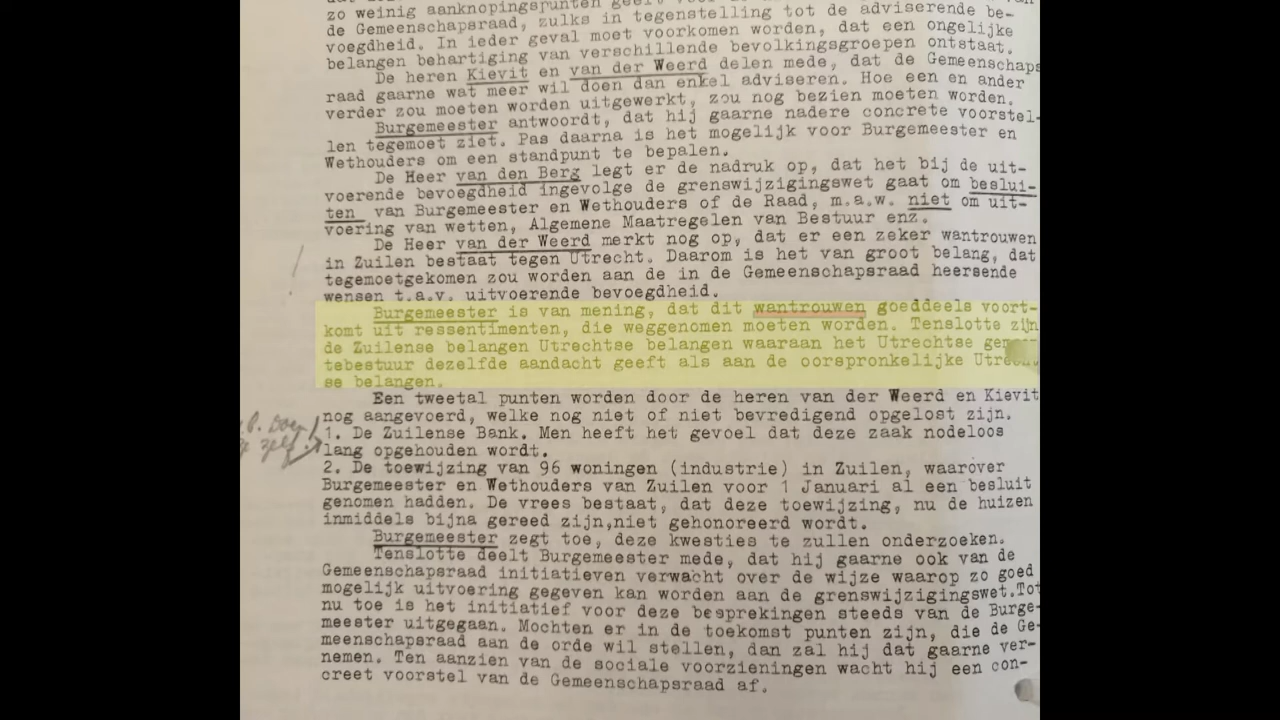 zo weinig aanknopingspunten
de Gemeenschapsraad, zulks in tegenstelling tot de adviserende be-
voegdheid. In ieder geval moet voorkomen worden, dat een ongelijke
belangen behartiging van verschillende bevolkingsgroepen ontstaat.
De heren Kievit en van der Weerd delen mede, dat de Gemeenschaps
raad gaarne wat meer wil doen dan enkel adviseren. Hoe een en ander
verder zou moeten worden uitgewerkt, zou nog bezien moeten worden.
Burgemeester antwoordt, dat hij gaarne nadere concrete voorstel-
len tegemoet ziet. Pas daarna is het mogelijk voor Burgemeester en
Wethouders om een standpunt te bepalen.
De Heer van den Berg legt er de nadruk op, dat het bij de uit-
voerende bevoegdheid ingevolge de grenswijzigingswet gaat om beslui-
ten van Burgemeester en Wethouders of de Raad, m.a.w. niet om uit-
voering van wetten, Algemene Maatregelen van Bestuur enz.
De Heer van der Weerd merkt nog op, dat er een zeker wantrouwen
in Zuilen bestaat tegen Utrecht. Daarom is het van groot belang, dat
tegemoetgekomen zou worden aan de in de Gemeenschapsraad heersende
wensen t.a.v. uitvoerende bevoegdheid.
Burgemeester is van mening, dat dit wantrouwen goeddeels voort-
komt uit ressentimenten, die weggenomen moeten worden. Tenslotte zijn
de Zuilense belangen Utrechtse belangen waaraan het Utrechtse
tebestuur dezelfde aandacht geeft als aan de oorspronkelijke
se belangen.
Een tweetal punten worden door de heren van der Weerd en Kievit
nog aangevoerd, welke nog niet of niet bevredigend opgelost zijn.
1. De Zuilense Bank. Men heeft het gevoel dat deze zaak nodeloos
lang opgehouden wordt.
2. De toewijzing van 96 woningen (industrie) in Zuilen, waarover
Burgemeester en Wethouders van Zuilen voor 1 Januari al een besluit
genomen hadden. De vrees bestaat, dat deze toewijzing, nu de huizen
inmiddels bijna gereed zijn,niet gehonoreerd wordt.
Burgemeester zegt toe, deze kwesties te zullen onderzoeken.
Tenslotte deelt Burgemeester mede, dat hij gaarne ook van de
Gemeenschapsraad initiatieven verwacht over de wijze waarop zo goed
mogelijk uitvoering gegeven kan worden aan de grenswijzigingswet.Tot
nu toe is het initiatief voor deze besprekingen steeds van de Burge-
meester uitgegaan. Mochten er in de toekomst punten zijn, die de Ge-
meenschapsraad aan de orde wil stellen, dan zal hij dat gaarne ver-
nemen. Ten aanzien van de sociale voorzieningen wacht hij een con-
creet voorstel van de Gemeenschapsraad af.